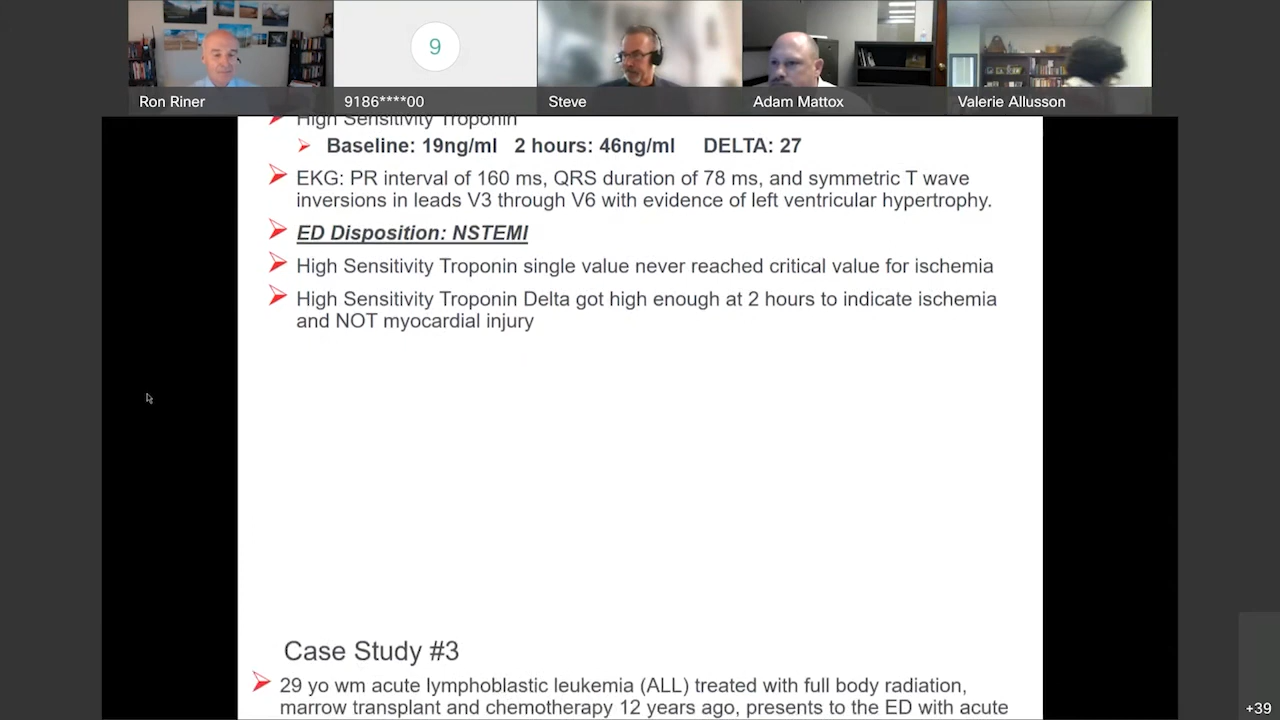 9
Ron Riner
9186****00
Steve
Adam Mattox
Valerie Allusson
High Sensitivity Troponin
Baseline: 19ng/ml 2 hours: 46ng/ml DELTA: 27
EKG: PR interval of 160 ms, QRS duration of 78 ms, and symmetric T wave
inversions in leads V3 through V6 with evidence of left ventricular hypertrophy.
ED Disposition: NSTEMI
High Sensitivity Troponin single value never reached critical value for ischemia
High Sensitivity Troponin Delta got high enough at 2 hours to indicate ischemia
and NOT myocardial injury
Case Study #3
29 yo wm acute lymphoblastic leukemia (ALL) treated with full body radiation,
marrow transplant and chemotherapy 12 years ago, presents to the ED with acute
+39